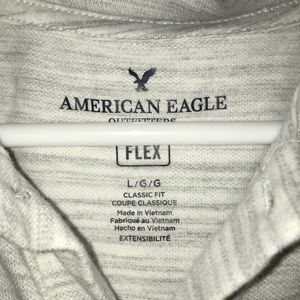 AMERICAN EAGLE
OUTFITTERS
FLEX
L/G/G
CLASSIC FIT
COUPE CLASSIQUE
Made in Vietnam
Fabriqué au Vietnam
Hecho en Vietnam
EXTENSIBILITÉ